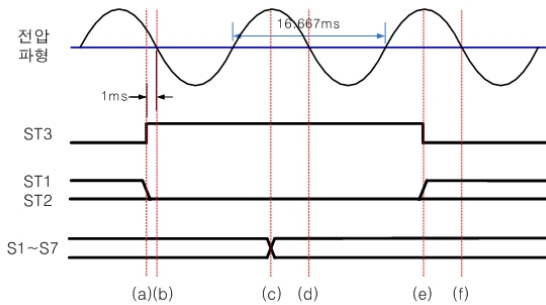 전압
파형
16.667ms
1ms
ST3
ST1
ST2
S1~S7
(a) (b) (c) (d) (e) (f)